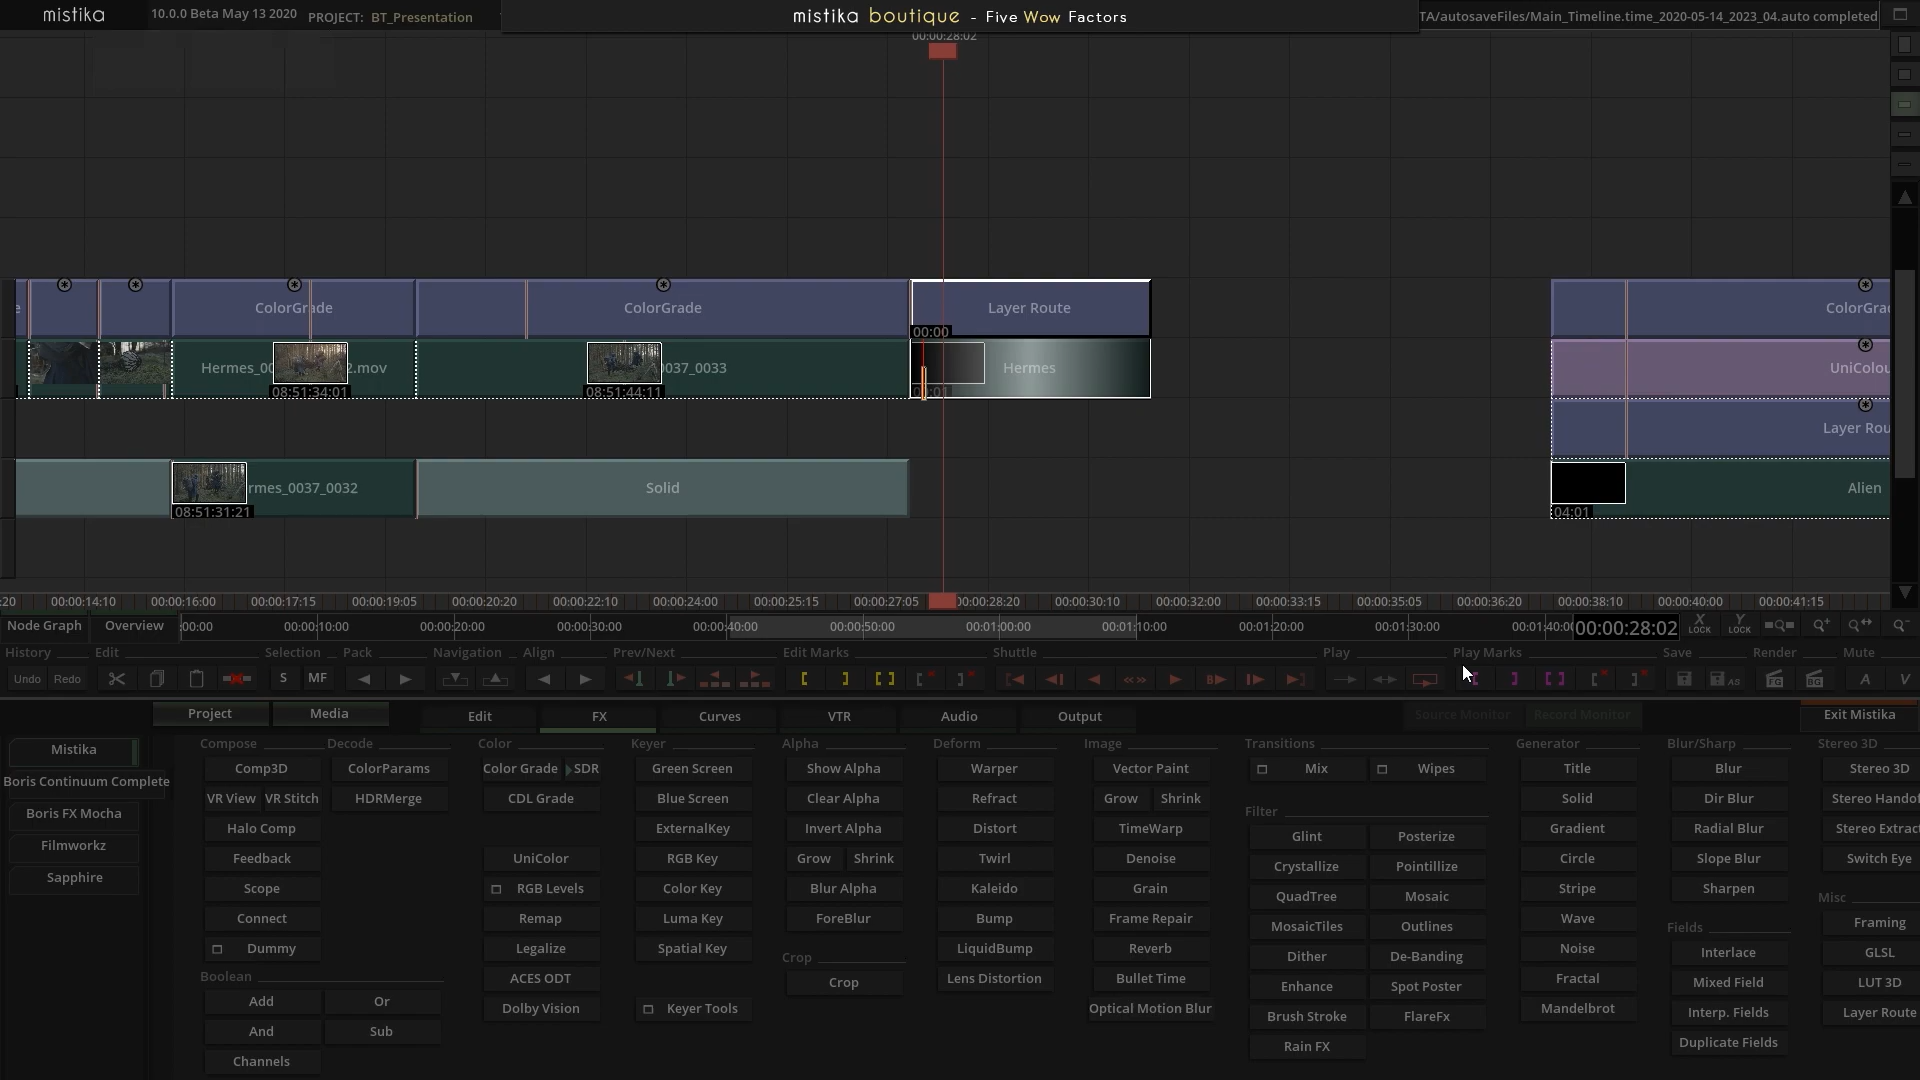 mistika 10.0.0 Beta May 13 2020 PROJECT: BT_Presentation mistika boutique - Five Wow Factors TA/autosaveFiles/Main_Timeline.time_2020-05-14_2023_04.auto completed
00:00:28:02
e ColorGrade ColorGrade Layer Route ColorGrad
00:00
Hermes_00 2.mov 0037_0033 Hermes UniColou
08:51:34:01 08:51:44:11
Layer Rou
rmes_0037_0032 Solid Alien
08:51:31:21 04:01
:20 00:00:14:10 00:00:16:00 00:00:17:15 00:00:19:05 00:00:20:20 00:00:22:10 00:00:24:00 00:00:25:15 00:00:27:05 00:00:28:20 00:00:30:10 00:00:32:00 00:00:33:15 00:00:35:05 00:00:36:20 00:00:38:10 00:00:40:00 00:00:41:15
Node Graph Overview 00:00 00:00:10:00 00:00:20:00 00:00:30:00 00:00:40:00 00:00:50:00 00:01:00:00 00:01:10:00 00:01:20:00 00:01:30:00 00:01:40:0 00:00:28:02 X LOCK Y LOCK
History Edit Selection Pack Navigation Align Prev/Next Edit Marks Shuttle Play Play Marks Save Render Mute
Undo Redo S MF AS FG BG A V
Project Media Edit FX Curves VTR Audio Output Source Monitor Record Monitor Exit Mistika
Compose Decode Color Keyer Alpha Deform Image Transitions Generator Blur/Sharp Stereo 3D
Mistika Comp3D ColorParams Color Grade SDR Green Screen Show Alpha Warper Vector Paint Mix Wipes Title Blur Stereo 3D
Boris Continuum Complete VR View VR Stitch HDRMerge CDL Grade Blue Screen Clear Alpha Refract Grow Shrink Solid Dir Blur Stereo Handof
Filter
Boris FX Mocha Halo Comp ExternalKey Invert Alpha Distort TimeWarp Glint Posterize Gradient Radial Blur Stereo Extract
Filmworkz Feedback UniColor RGB Key Grow Shrink Twirl Denoise Crystallize Pointillize Circle Slope Blur Switch Eye
Sapphire Scope RGB Levels Color Key Blur Alpha Kaleido Grain QuadTree Mosaic Stripe Sharpen Misc
Connect Remap Luma Key ForeBlur Bump Frame Repair MosaicTiles Outlines Wave Fields Framing
Dummy Legalize Spatial Key Crop LiquidBump Reverb Dither De-Banding Noise Interlace GLSL
Boolean ACES ODT Crop Lens Distortion Bullet Time Enhance Spot Poster Fractal Mixed Field LUT 3D
Add Or Dolby Vision Keyer Tools Optical Motion Blur Brush Stroke FlareFx Mandelbrot Interp. Fields Layer Route
And Sub Rain FX Duplicate Fields
Channels